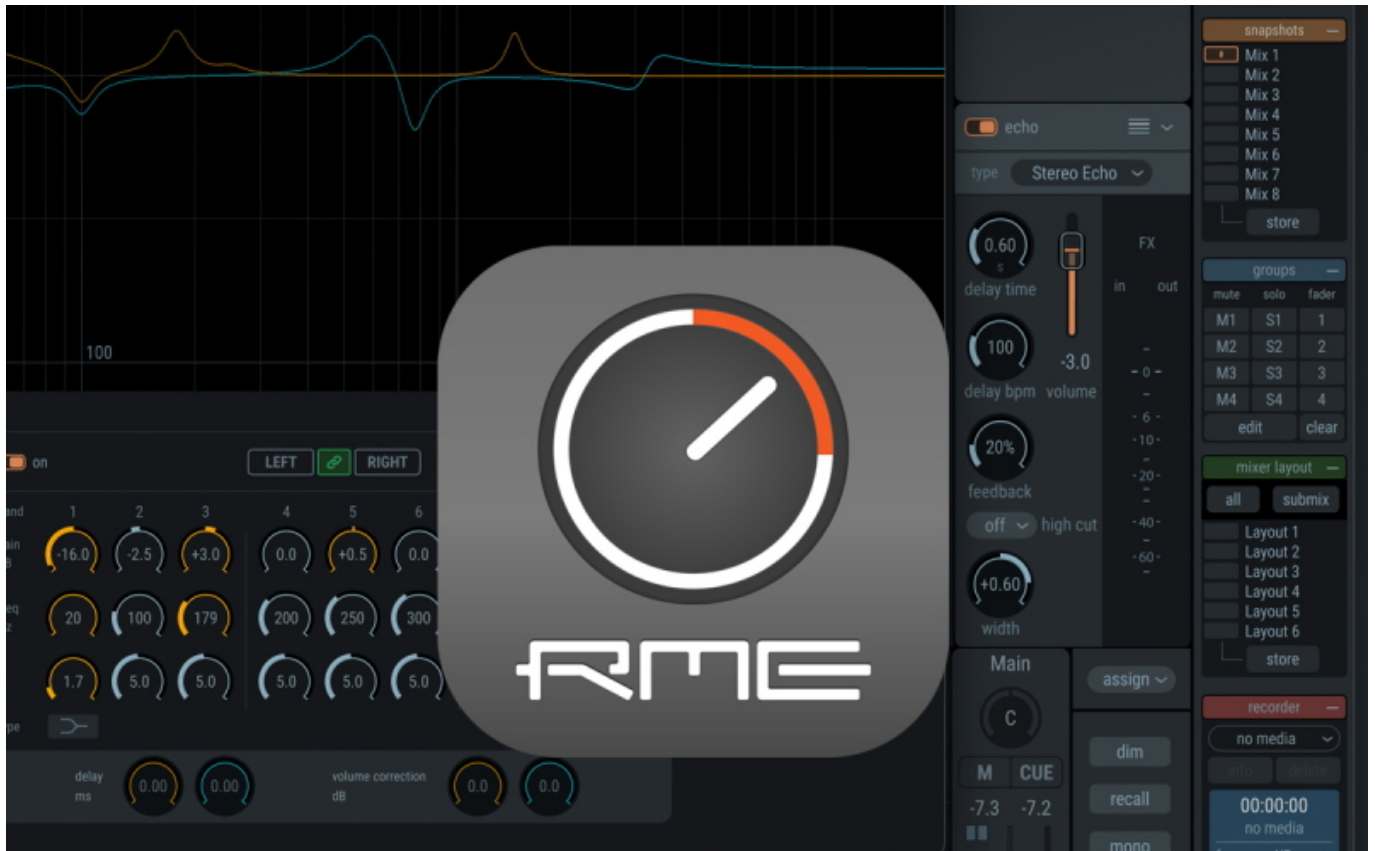 100
on
LEFT RIGHT
1 2 3 4 5 6
-16.0 -2.5 +3.0 0.0 +0.5 0.0
20 100 179 200 250 300
1.7 5.0 5.0 5.0 5.0 5.0
delay
ms
0.00 0.00
volume correction
dB
0.0 0.0
RME
echo
type Stereo Echo
0.60
s
delay time
100
delay bpm
-3.0
volume
20%
feedback
off high cut
+0.60
width
FX
in out
- 0 -
- 6 -
-10-
-20-
-40-
-60-
Main
C
M CUE
-7.3 -7.2
assign
dim
recall
mono
snapshots
Mix 1
Mix 2
Mix 3
Mix 4
Mix 5
Mix 6
Mix 7
Mix 8
store
groups
mute solo fader
M1 S1 1
M2 S2 2
M3 S3 3
M4 S4 4
edit clear
mixer layout
all submix
Layout 1
Layout 2
Layout 3
Layout 4
Layout 5
Layout 6
store
recorder
no media
info delete
00:00:00
no media